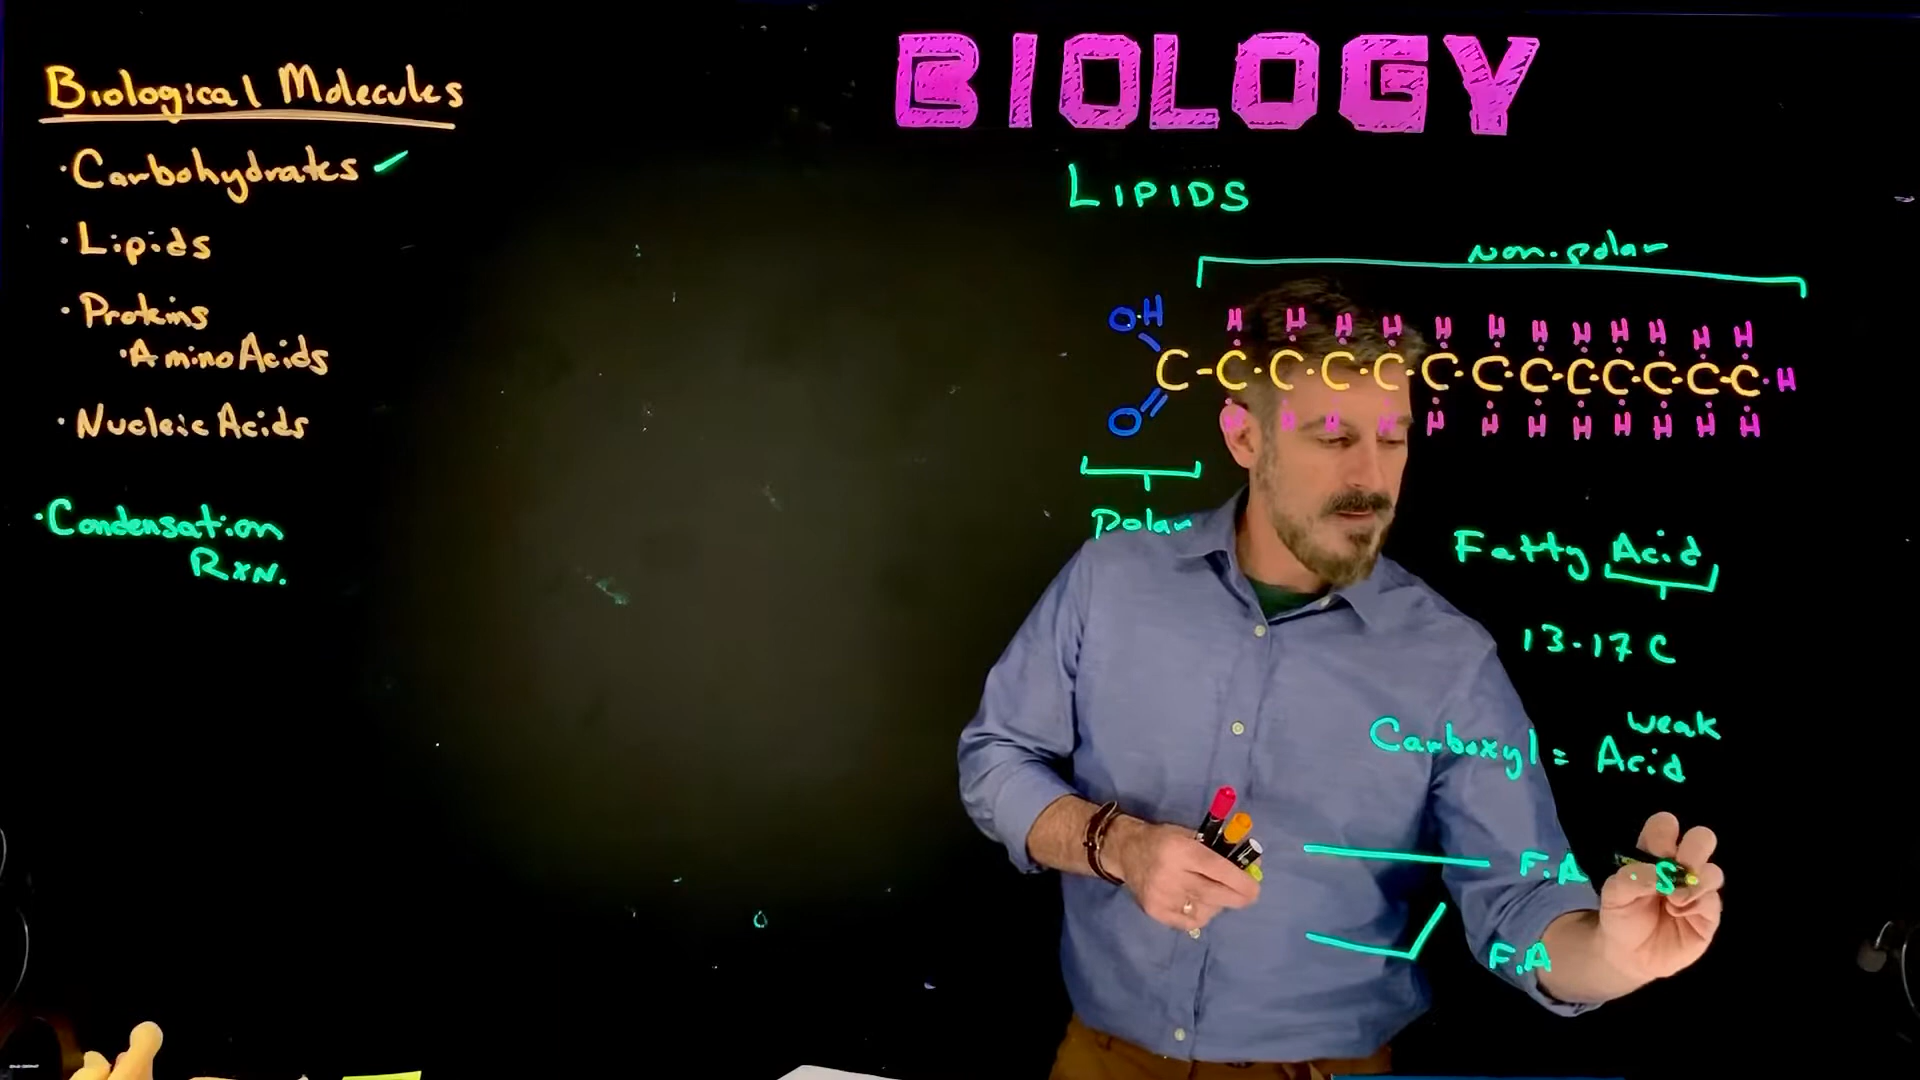 BIOLOGY
Biological Molecules
· Carbohydrates ✓
· Lipids
· Proteins
· Amino Acids
· Nucleic Acids
· Condensation
Rxn.
LIPIDS
Non-polar
H H H H H H H H H H H H
O·H
C-C·C·C·C·C·C·C·C·C·C·C-C·H
O
H H H H H H H H H H H H
Polar
Fatty Acid
13-17 C
weak
Carboxyl = Acid
F.A · S
F.A